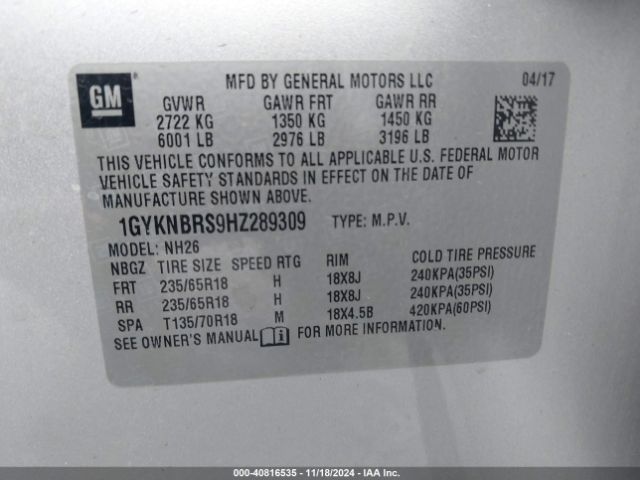 GM
MFD BY GENERAL MOTORS LLC 04/17
GVWR GAWR FRT GAWR RR
2722 KG 1350 KG 1450 KG
6001 LB 2976 LB 3196 LB
THIS VEHICLE CONFORMS TO ALL APPLICABLE U.S. FEDERAL MOTOR
VEHICLE SAFETY STANDARDS IN EFFECT ON THE DATE OF
MANUFACTURE SHOWN ABOVE.
1GYKNBRS9HZ289309 TYPE: M.P.V.
MODEL: NH26
NBGZ TIRE SIZE SPEED RTG RIM COLD TIRE PRESSURE
FRT 235/65R18 H 18X8J 240KPA(35PSI)
RR 235/65R18 H 18X8J 240KPA(35PSI)
SPA T135/70R18 M 18X4.5B 420KPA(60PSI)
SEE OWNER'S MANUAL FOR MORE INFORMATION.
000-40816535 - 11/18/2024 - IAA Inc.